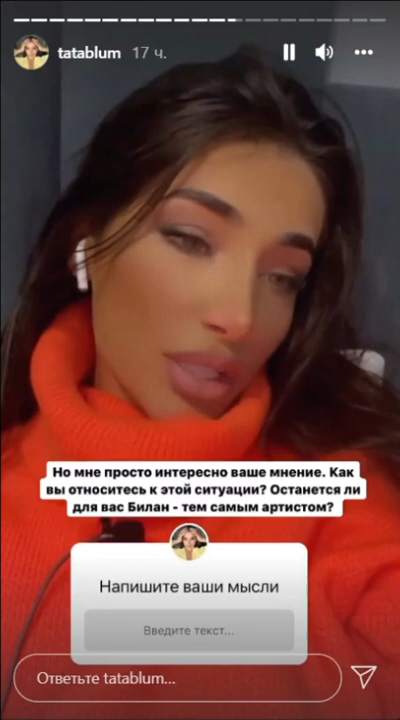 tatablum 17 ч.
Но мне просто интересно ваше мнение. Как
вы относитесь к этой ситуации? Останется ли
для вас Билан - тем самым артистом?
Напишите ваши мысли
Введите текст...
Ответьте tatablum...